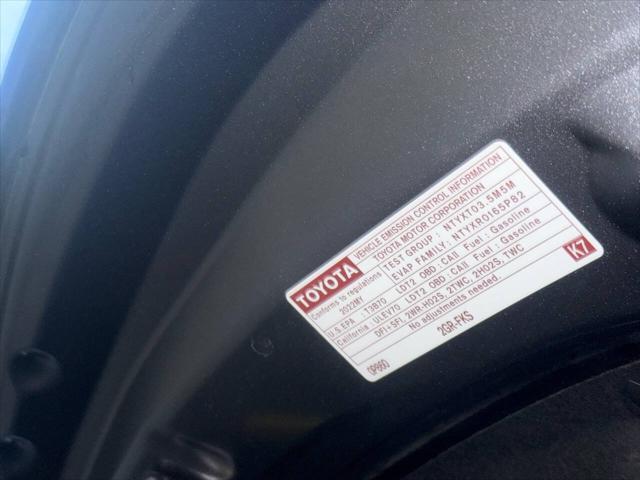 TOYOTA
VEHICLE EMISSION CONTROL INFORMATION
TOYOTA MOTOR CORPORATION
TEST GROUP : NTYXT03.5M5M
EVAP FAMILY : NTYXR0165P82
Conforms to regulations
2022MY
U.S.EPA : T3B70 LDT2 OBD : CAII Fuel : Gasoline
California : ULEV70 LDT2 OBD : CAII Fuel : Gasoline
DFI+SFI, 2WR-HO2S, 2TWC, 2HO2S, TWC
No adjustments needed.
K7
2GR-FKS
0P860